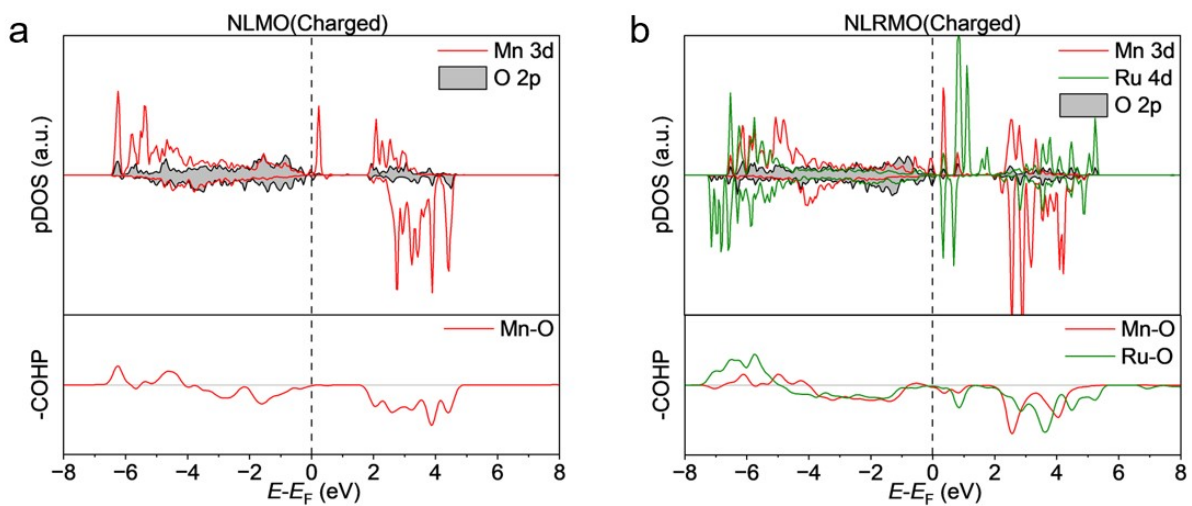 a
NLMO(Charged)
Mn 3d
O 2p
pDOS (a.u.)
Mn-O
-COHP
−8 −6 −4 −2 0 2 4 6 8
E-EF (eV)
b
NLRMO(Charged)
Mn 3d
Ru 4d
O 2p
pDOS (a.u.)
Mn-O
Ru-O
-COHP
−8 −6 −4 −2 0 2 4 6 8
E-EF (eV)